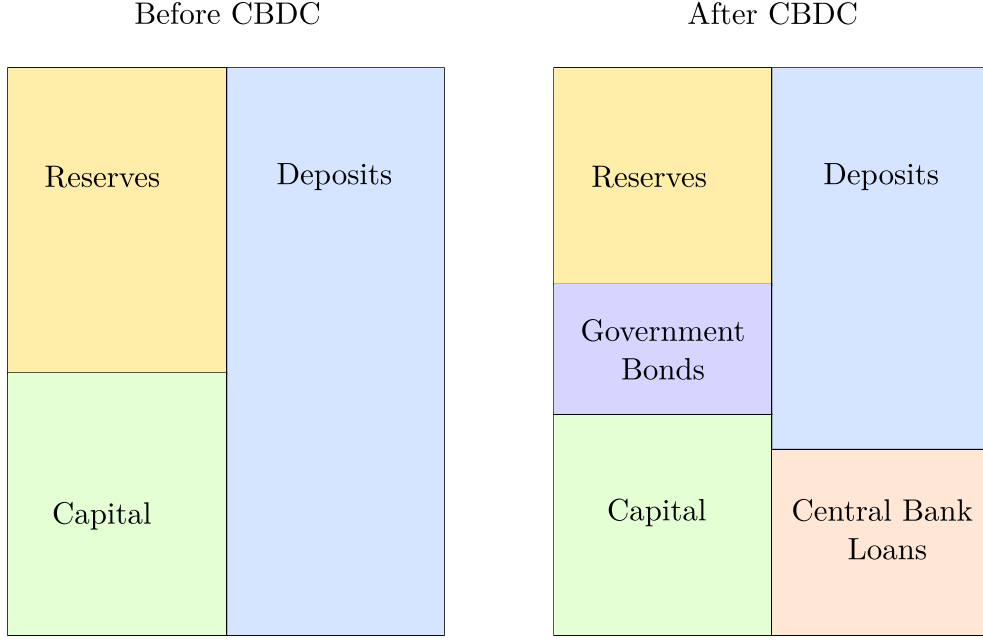 Before CBDC
Reserves
Deposits
Capital
After CBDC
Reserves
Deposits
Government
Bonds
Capital
Central Bank
Loans